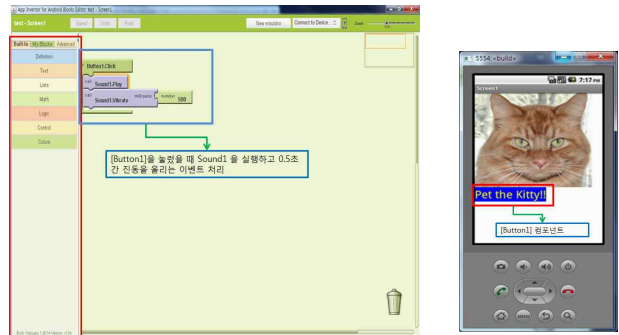 App Inventor for Android Blocks Editor: test - Screen1
test - Screen1
Saved
Undo
Redo
New emulator
Connect to Device...
Zoom
Built-In
My Blocks
Advanced
Definition
Text
Lists
Math
Logic
Control
Colors
Button1.Click
call
Sound1.Play
call
Sound1.Vibrate
millisecs
number
500
[Button1]을 눌렀을 때 Sound1 을 실행하고 0.5초
간 진동을 울리는 이벤트 처리
5554:<build>
7:17 PM
Screen1
Pet the Kitty!!
[Button1] 컴포넌트
MENU